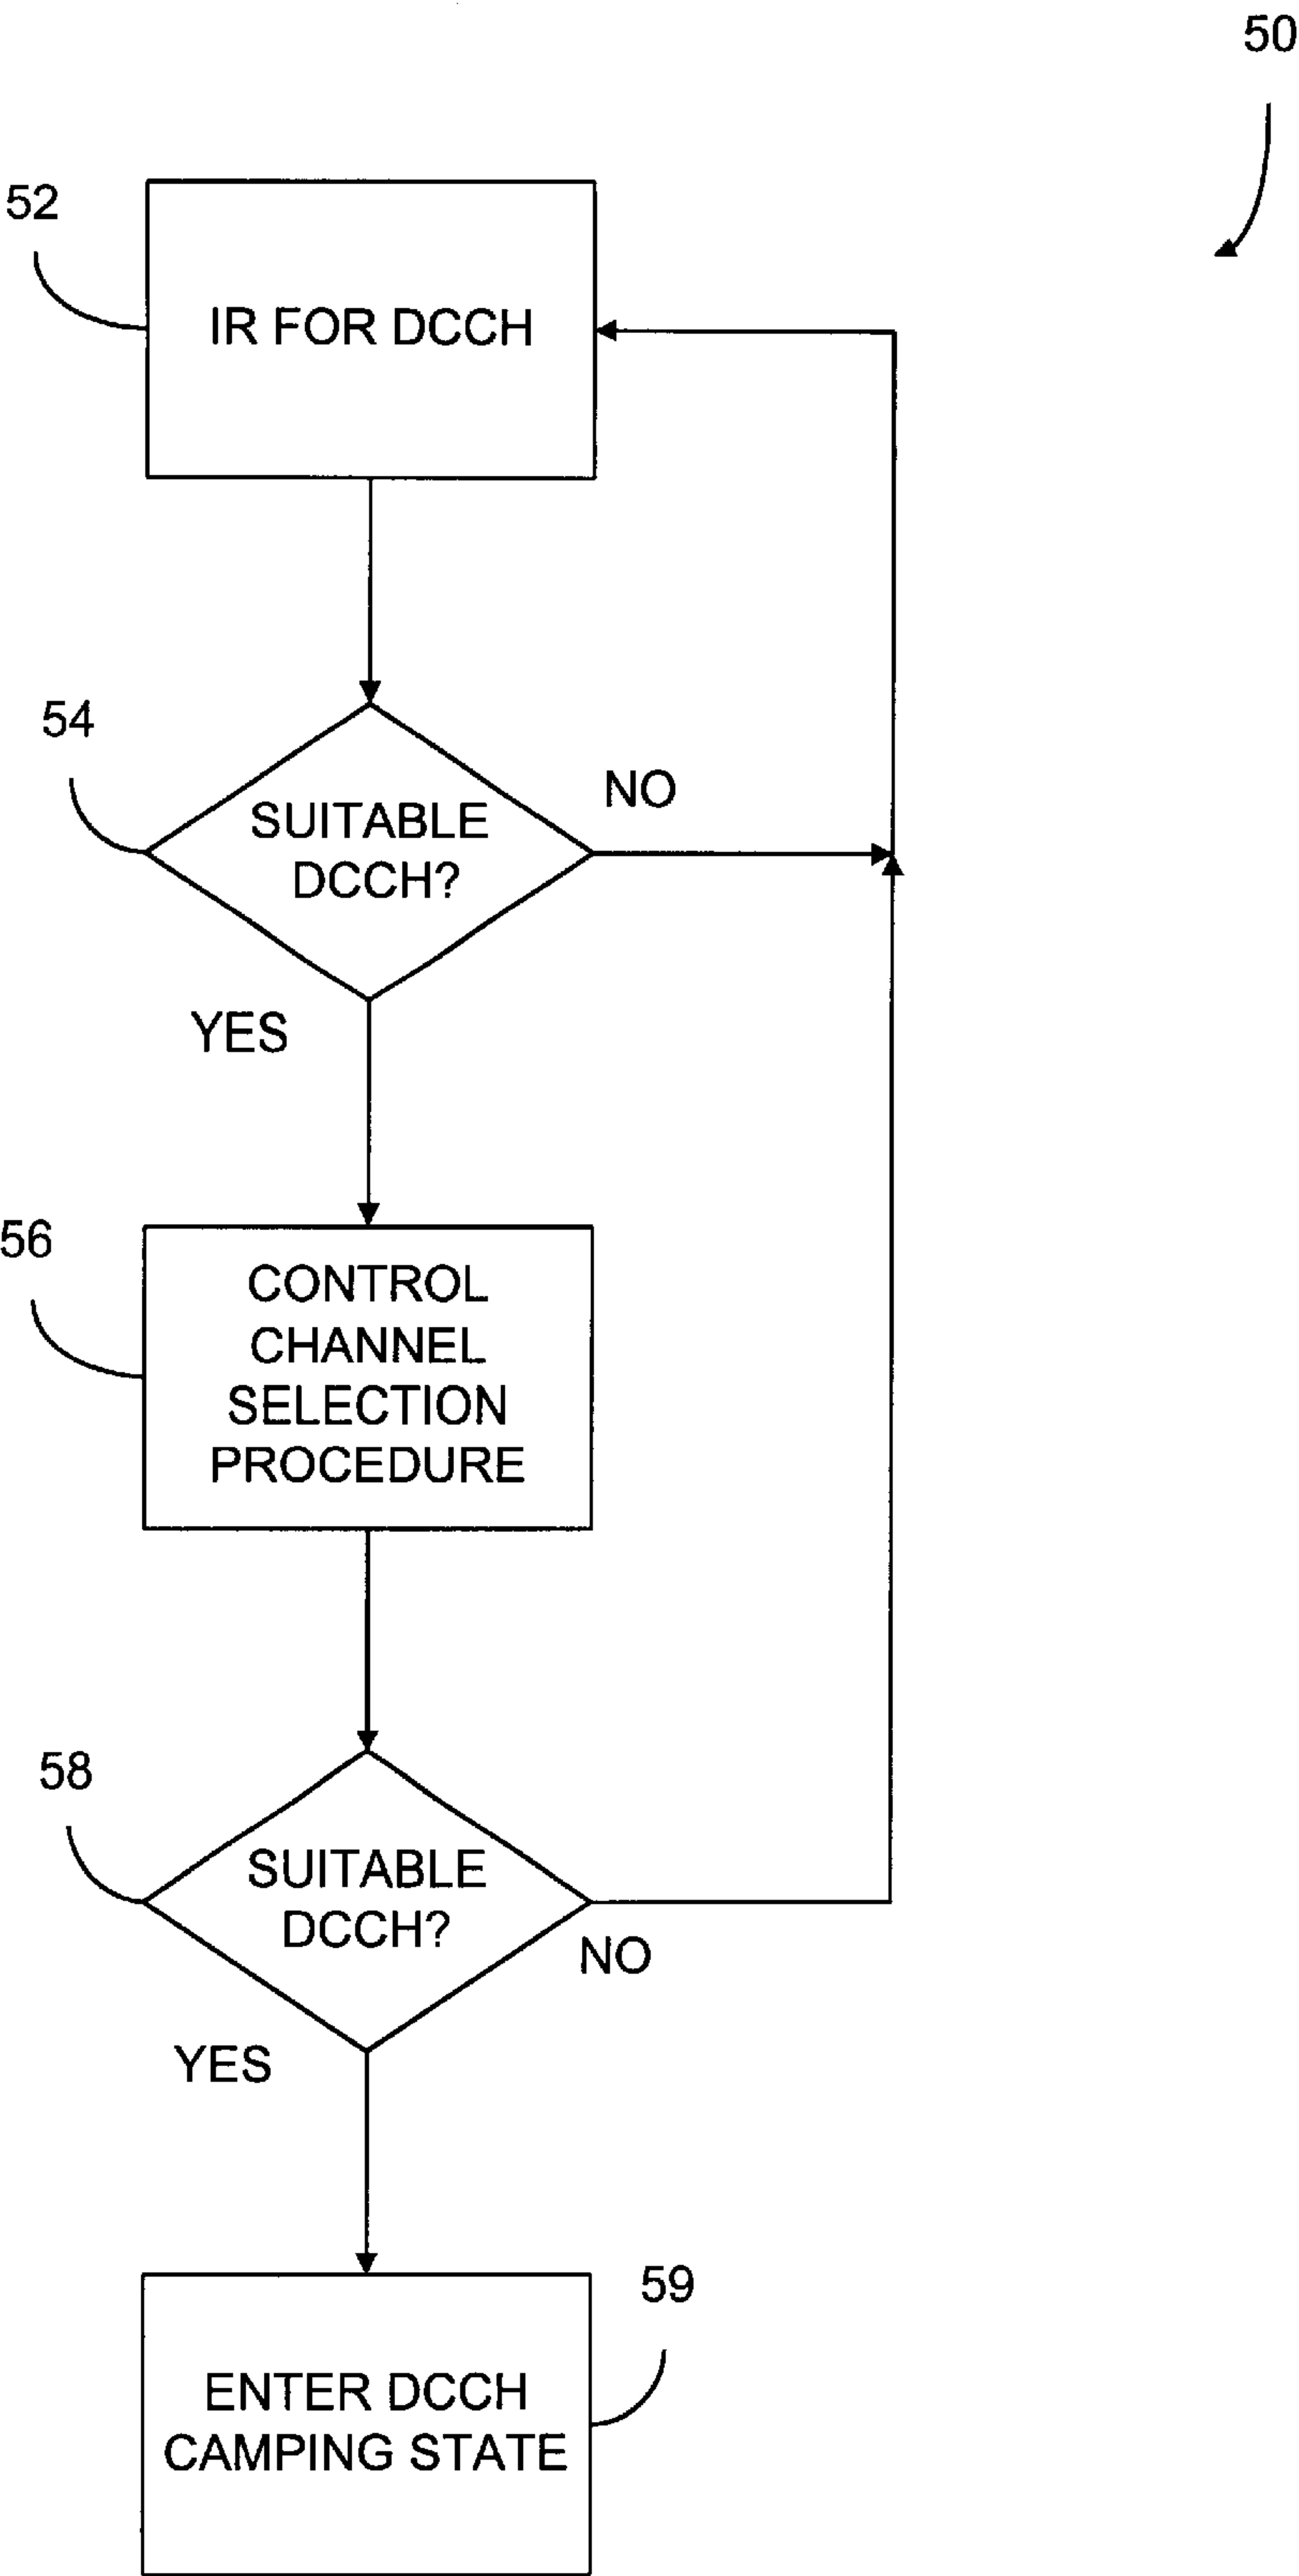 50
52
IR FOR DCCH
54
SUITABLE
DCCH?
NO
YES
56
CONTROL
CHANNEL
SELECTION
PROCEDURE
58
SUITABLE
DCCH?
NO
YES
59
ENTER DCCH
CAMPING STATE